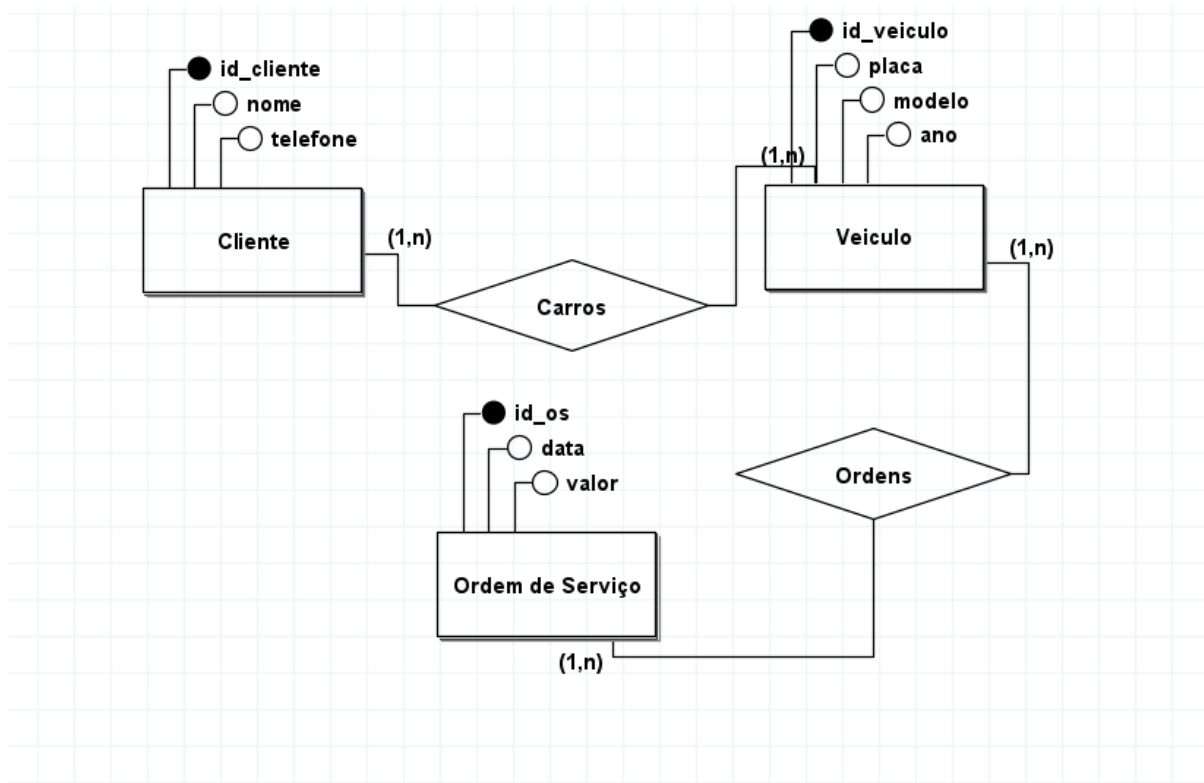 id_cliente
nome
telefone
Cliente
(1,n)
Carros
(1,n)
id_veiculo
placa
modelo
ano
Veiculo
(1,n)
Ordens
id_os
data
valor
Ordem de Serviço
(1,n)